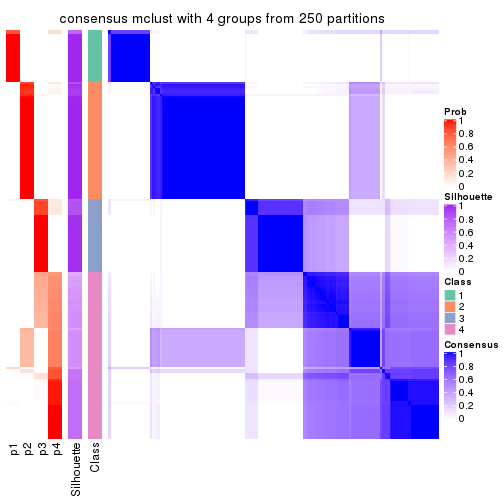 consensus mclust with 4 groups from 250 partitions
Prob
1
0.8
0.6
0.4
0.2
0
Silhouette
1
0.8
0.6
0.4
0.2
0
Class
1
2
3
4
Consensus
1
0.8
0.6
0.4
0.2
0
p1
p2
p3
p4
Silhouette
Class